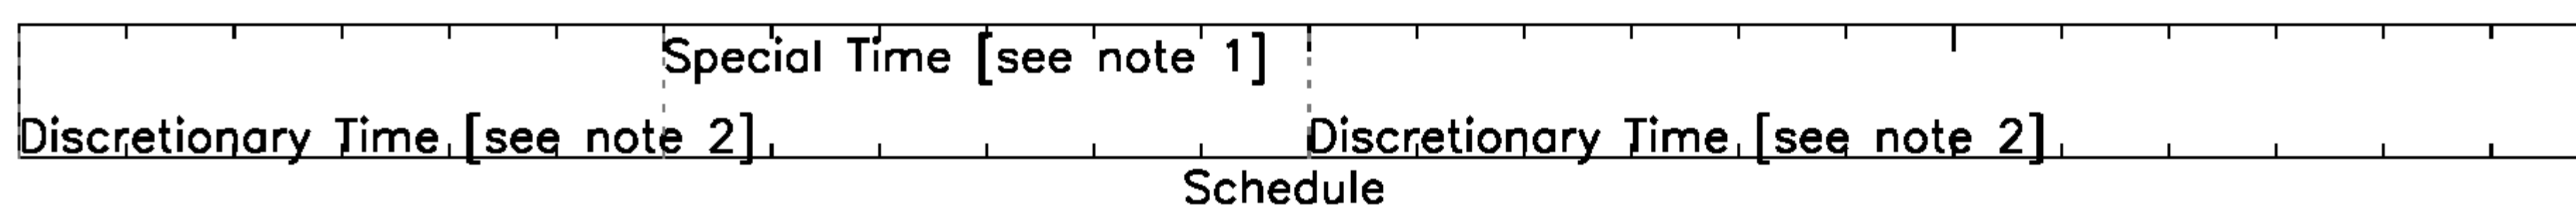 Special Time [see note 1]
Discretionary Time [see note 2] Discretionary Time [see note 2]
Schedule